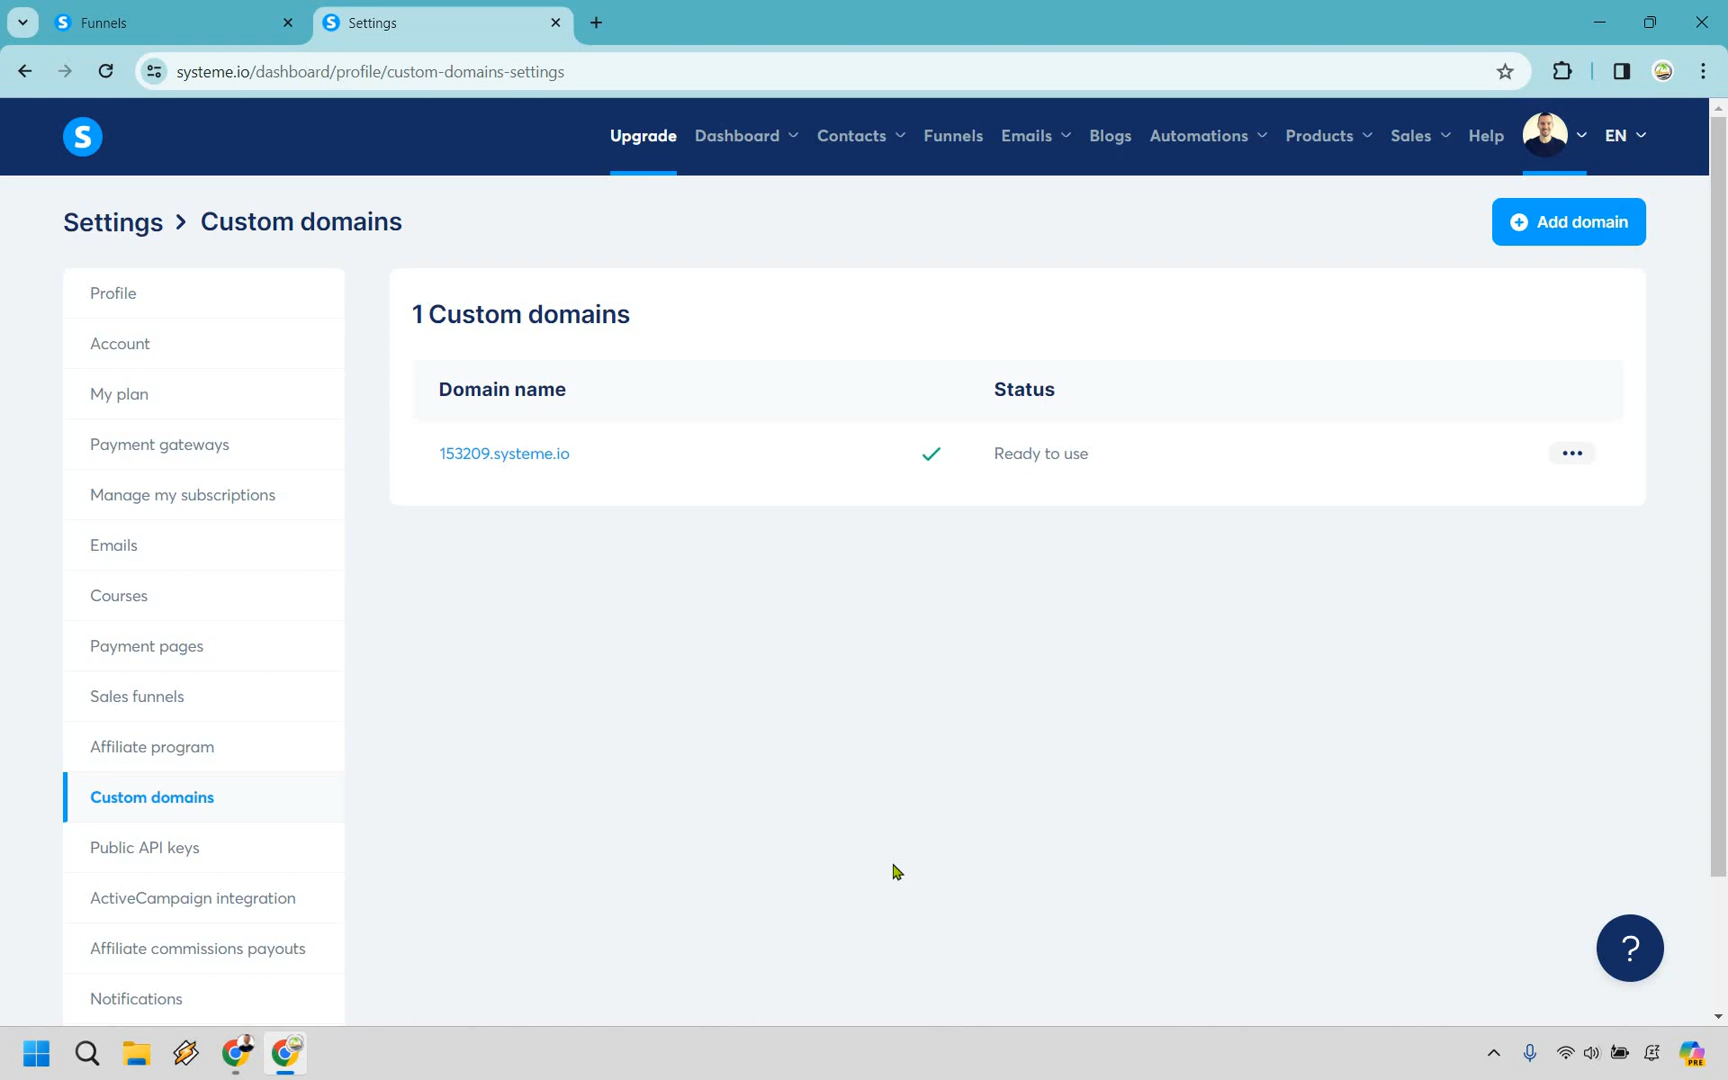 Funnels
Settings
systeme.io/dashboard/profile/custom-domains-settings
S
Upgrade Dashboard Contacts Funnels Emails Blogs Automations Products Sales Help EN
Settings > Custom domains
Add domain
Profile
Account
My plan
Payment gateways
Manage my subscriptions
Emails
Courses
Payment pages
Sales funnels
Affiliate program
Custom domains
Public API keys
ActiveCampaign integration
Affiliate commissions payouts
Notifications
1 Custom domains
Domain name Status
153209.systeme.io Ready to use
?
PRE